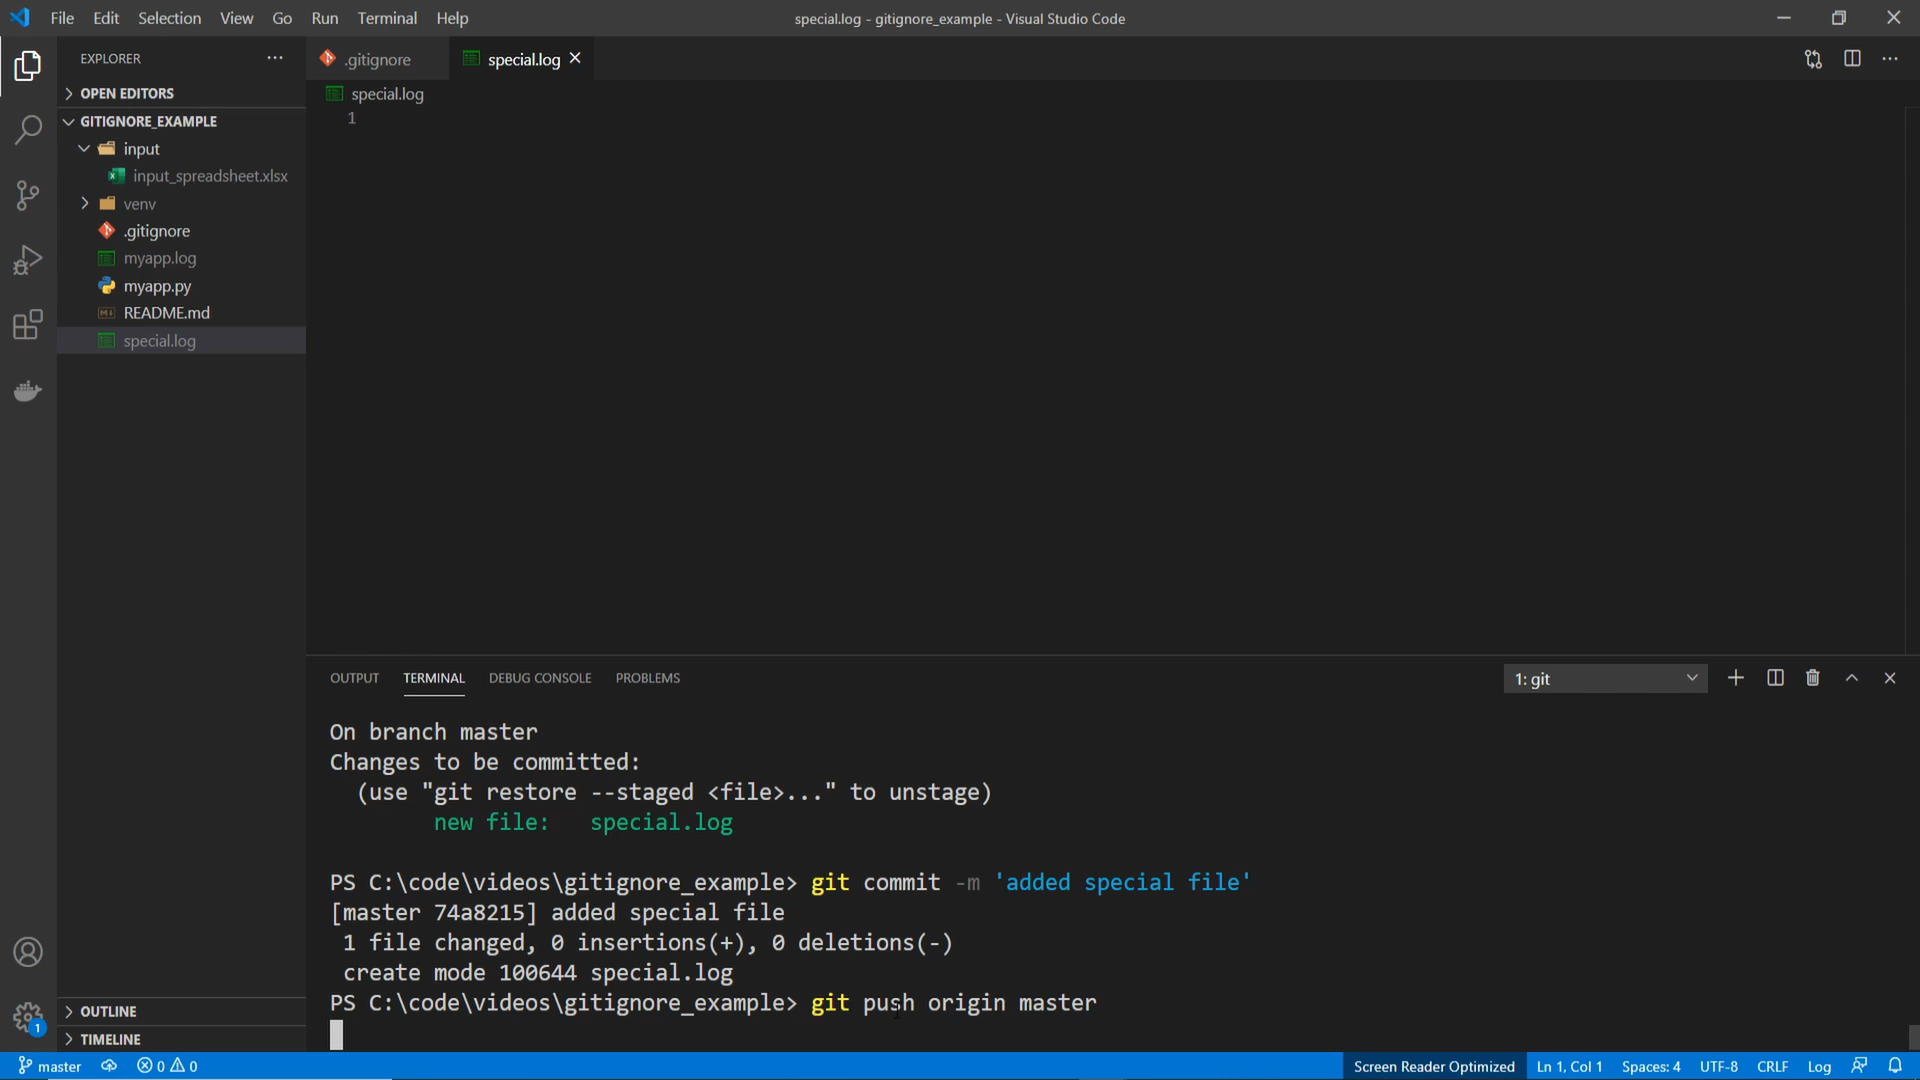 File Edit Selection View Go Run Terminal Help
special.log - gitignore_example - Visual Studio Code
EXPLORER
OPEN EDITORS
GITIGNORE_EXAMPLE
input
input_spreadsheet.xlsx
venv
.gitignore
myapp.log
myapp.py
README.md
special.log
OUTLINE
TIMELINE
.gitignore
special.log
special.log
1
OUTPUT TERMINAL DEBUG CONSOLE PROBLEMS
1: git
On branch master
Changes to be committed:
(use "git restore --staged <file>..." to unstage)
new file: special.log
PS C:\code\videos\gitignore_example> git commit -m 'added special file'
[master 74a8215] added special file
1 file changed, 0 insertions(+), 0 deletions(-)
create mode 100644 special.log
PS C:\code\videos\gitignore_example> git push origin master
1
master 0 0 Screen Reader Optimized Ln 1, Col 1 Spaces: 4 UTF-8 CRLF Log